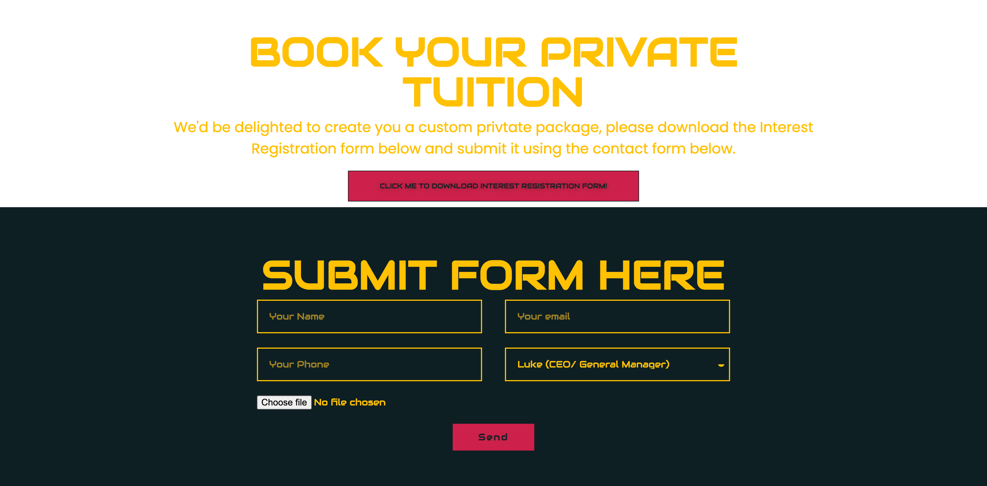 BOOK YOUR PRIVATE
TUITION
We'd be delighted to create you a custom privtate package, please download the Interest
Registration form below and submit it using the contact form below.
CLICK ME TO DOWNLOAD INTEREST REGISTRATION FORM!
SUBMIT FORM HERE
Your Name
Your email
Your Phone
Luke (CEO/ General Manager)
Choose file No file chosen
Send